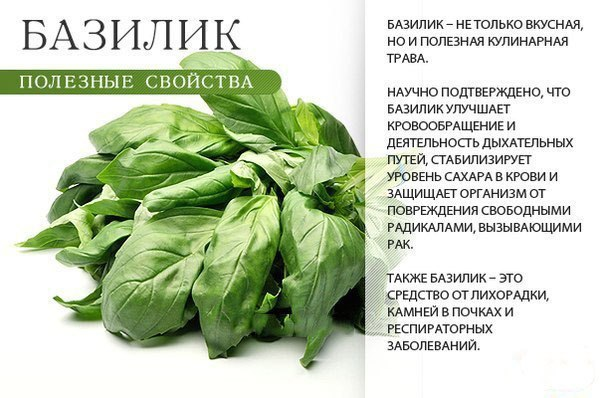 БАЗИЛИК
ПОЛЕЗНЫЕ СВОЙСТВА
БАЗИЛИК – НЕ ТОЛЬКО ВКУСНАЯ,
НО И ПОЛЕЗНАЯ КУЛИНАРНАЯ
ТРАВА.
НАУЧНО ПОДТВЕРЖДЕНО, ЧТО
БАЗИЛИК УЛУЧШАЕТ
КРОВООБРАЩЕНИЕ И
ДЕЯТЕЛЬНОСТЬ ДЫХАТЕЛЬНЫХ
ПУТЕЙ, СТАБИЛИЗИРУЕТ
УРОВЕНЬ САХАРА В КРОВИ И
ЗАЩИЩАЕТ ОРГАНИЗМ ОТ
ПОВРЕЖДЕНИЯ СВОБОДНЫМИ
РАДИКАЛАМИ, ВЫЗЫВАЮЩИМИ
РАК.
ТАКЖЕ БАЗИЛИК – ЭТО
СРЕДСТВО ОТ ЛИХОРАДКИ,
КАМНЕЙ В ПОЧКАХ И
РЕСПИРАТОРНЫХ
ЗАБОЛЕВАНИЙ.